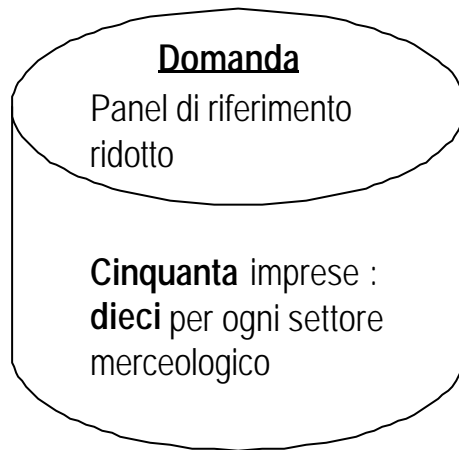 Domanda
Panel di riferimento
ridotto
Cinquanta imprese :
dieci per ogni settore
merceologico